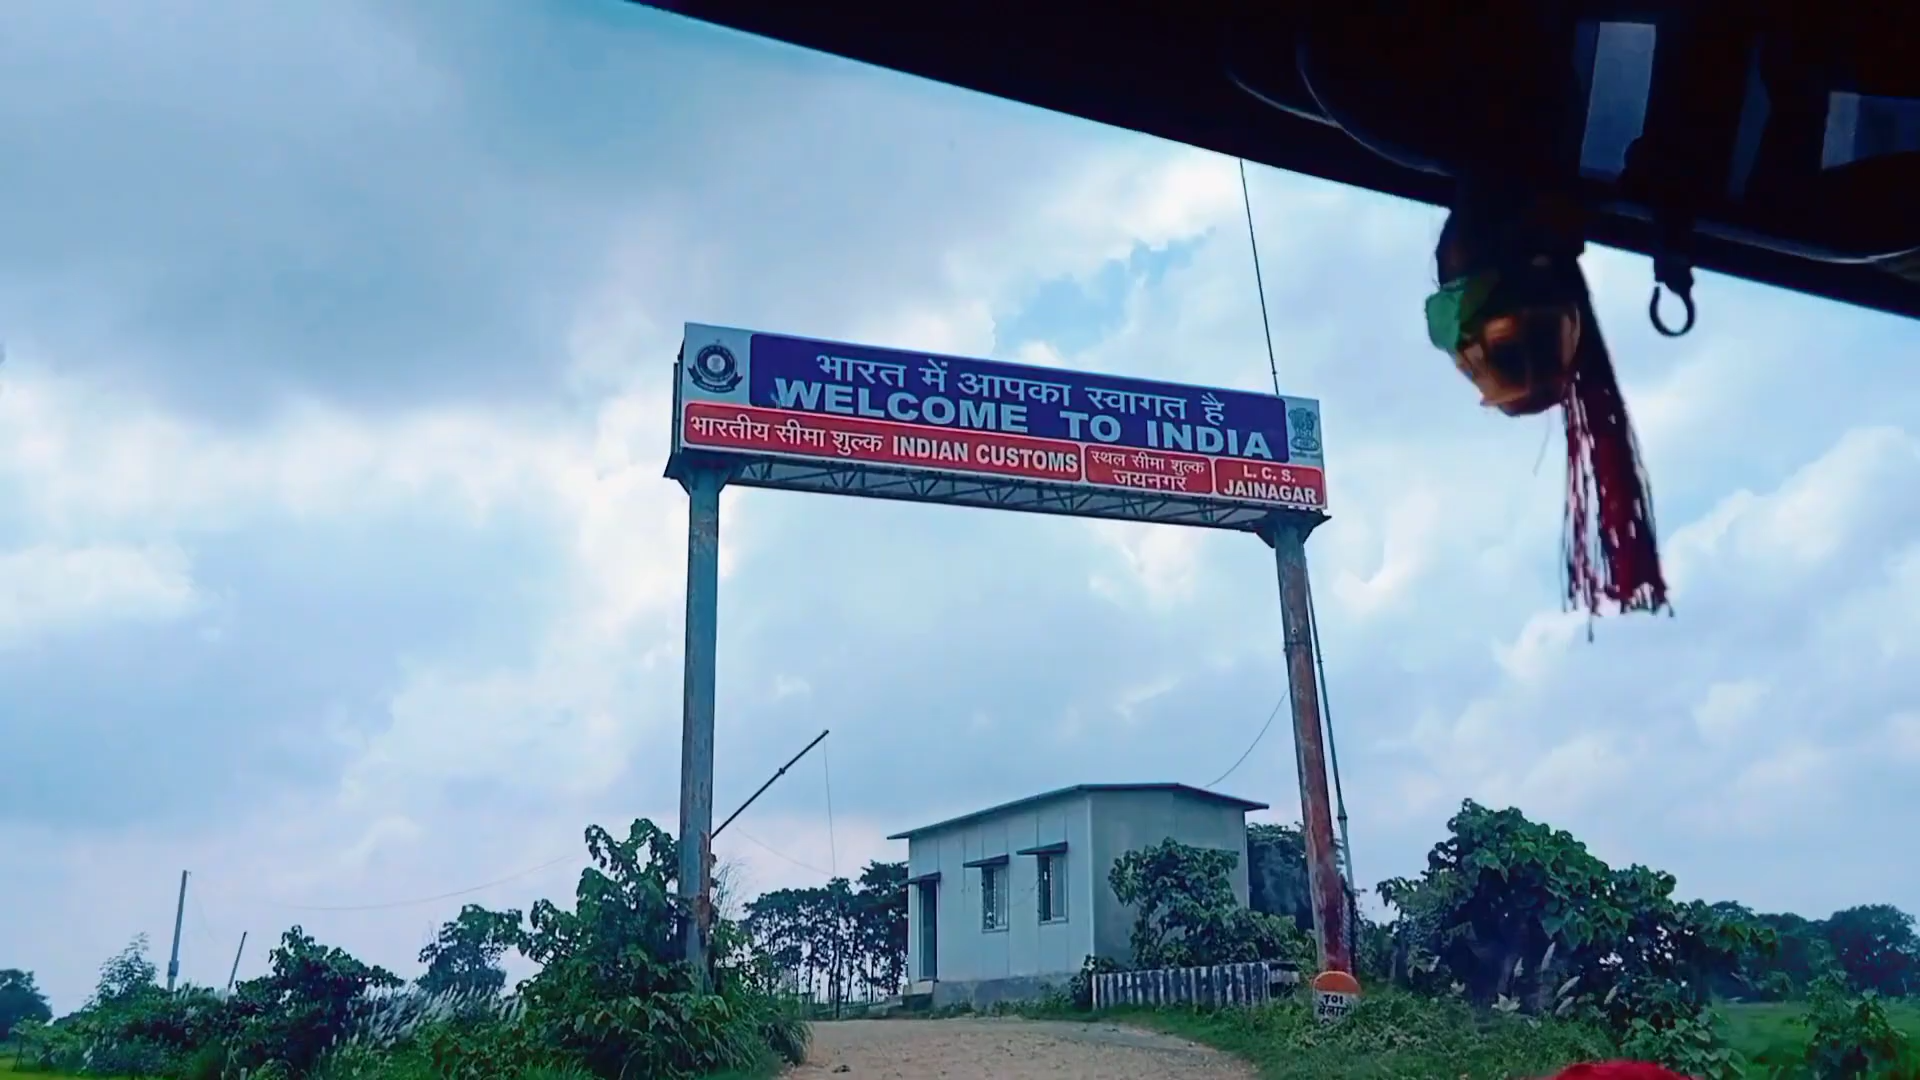 भारत में आपका स्वागत है
WELCOME TO INDIA
भारतीय सीमा शुल्क INDIAN CUSTOMS
स्थल सीमा शुल्क
जयनगर
L. C. S.
JAINAGAR